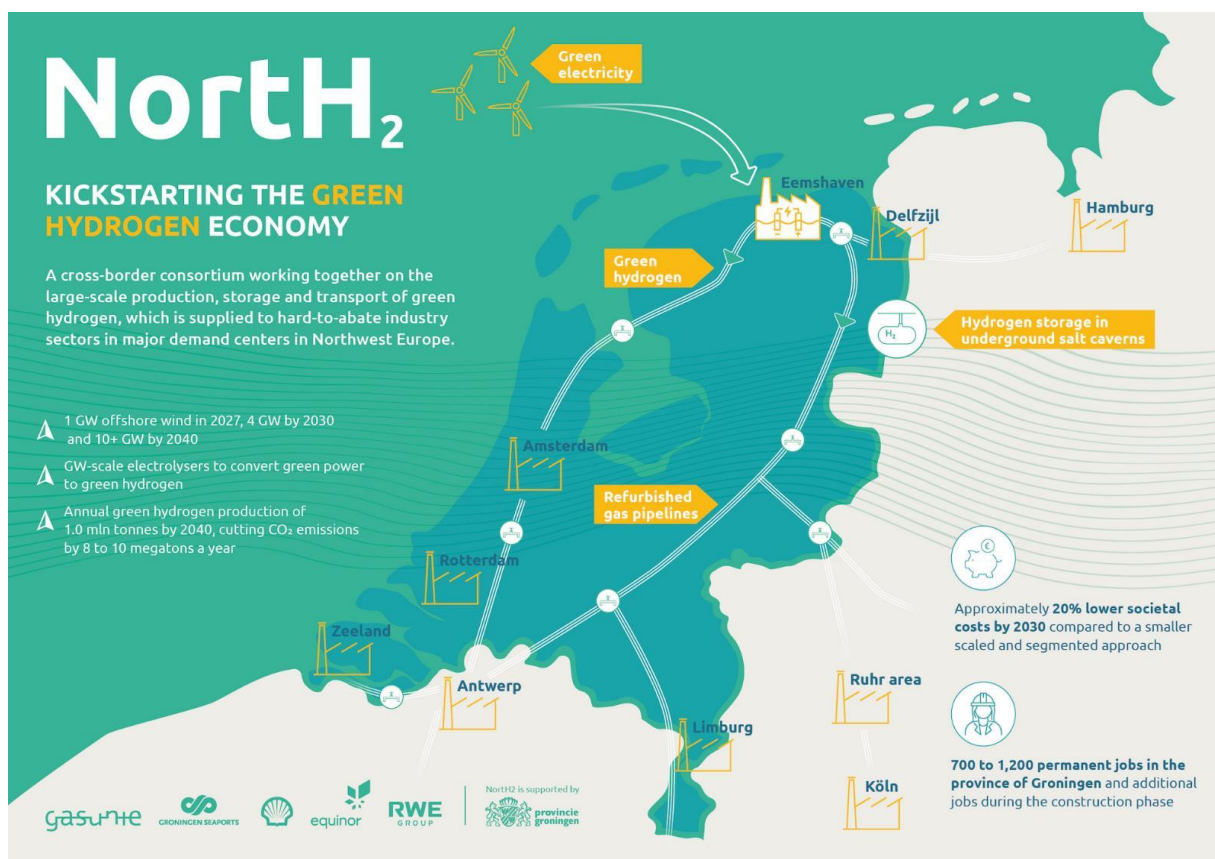 NortH₂
KICKSTARTING THE GREEN
HYDROGEN ECONOMY
A cross-border consortium working together on the
large-scale production, storage and transport of green
hydrogen, which is supplied to hard-to-abate industry
sectors in major demand centers in Northwest Europe.
1 GW offshore wind in 2027, 4 GW by 2030
and 10+ GW by 2040
GW-scale electrolysers to convert green power
to green hydrogen
Annual green hydrogen production of
1.0 mln tonnes by 2040, cutting CO₂ emissions
by 8 to 10 megatons a year
Green
electricity
Eemshaven
Delfzijl
Hamburg
Green
hydrogen
H₂
Hydrogen storage in
underground salt caverns
Amsterdam
Refurbished
gas pipelines
Rotterdam
Zeeland
Antwerp
Limburg
Ruhr area
Köln
€
Approximately 20% lower societal
costs by 2030 compared to a smaller
scaled and segmented approach
700 to 1,200 permanent jobs in the
province of Groningen and additional
jobs during the construction phase
gasunie
GRONINGEN SEAPORTS
equinor
RWE
GROUP
NortH2 is supported by
provincie
groningen